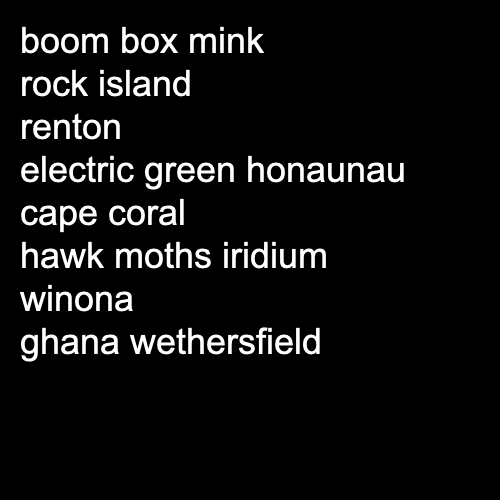 boom box mink
rock island
renton
electric green honaunau
cape coral
hawk moths iridium
winona
ghana wethersfield